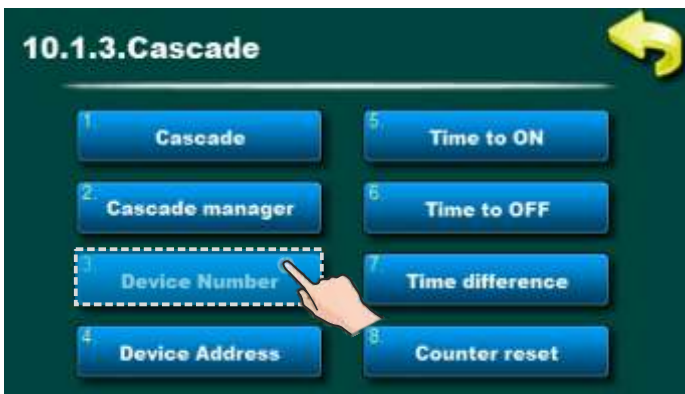 10.1.3.Cascade
1. Cascade
2. Cascade manager
3. Device Number
4. Device Address
5. Time to ON
6. Time to OFF
7. Time difference
8. Counter reset